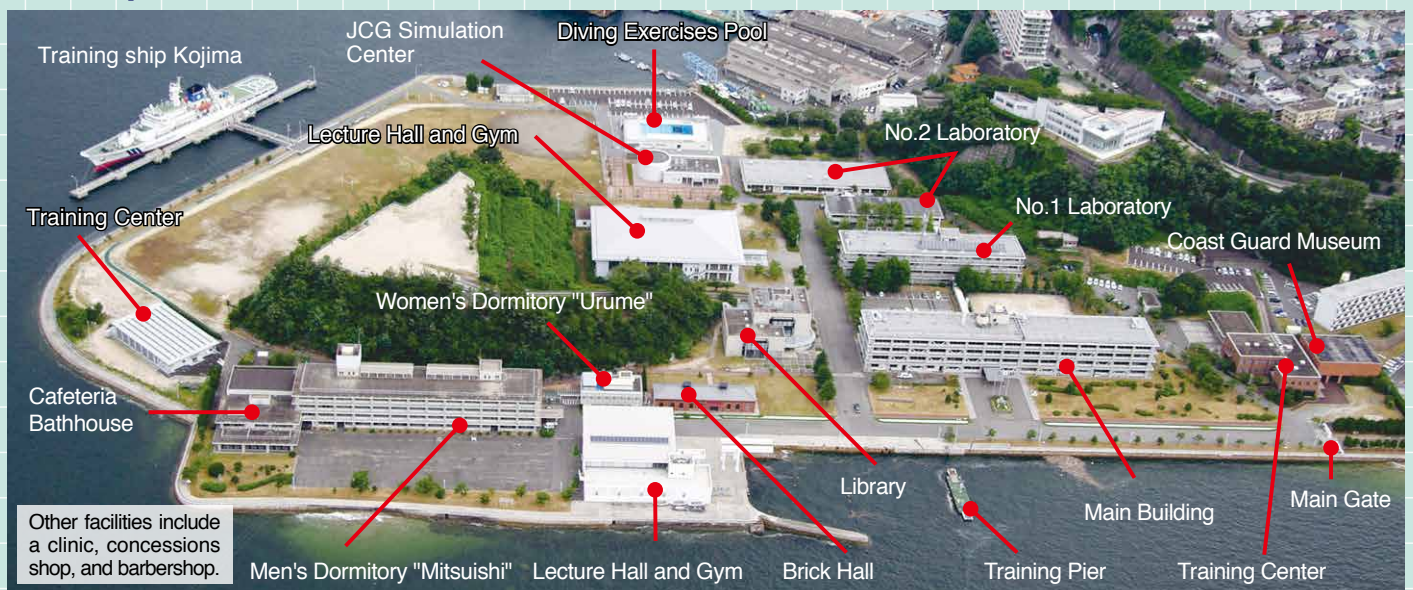 Training ship Kojima
JCG Simulation
Center
Diving Exercises Pool
Lecture Hall and Gym
No.2 Laboratory
Training Center
No.1 Laboratory
Coast Guard Museum
Women's Dormitory "Urume"
Cafeteria
Bathhouse
Library
Main Building
Main Gate
Other facilities include
a clinic, concessions
shop, and barbershop.
Men's Dormitory "Mitsuishi"
Lecture Hall and Gym
Brick Hall
Training Pier
Training Center